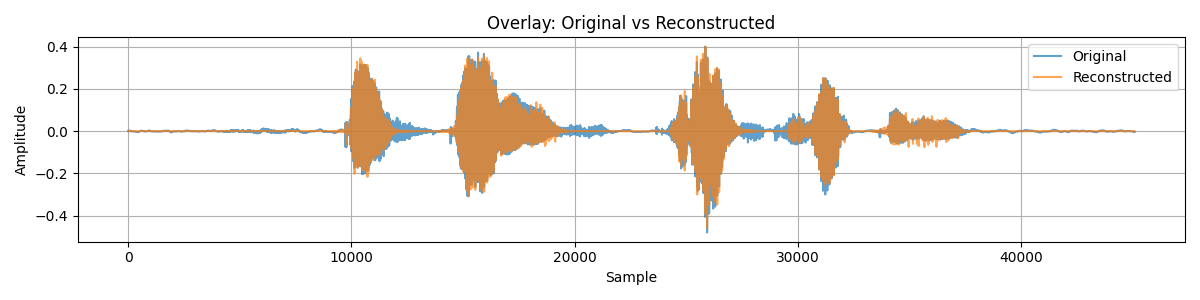 Overlay: Original vs Reconstructed
Original
Reconstructed
Amplitude
0.4
0.2
0.0
−0.2
−0.4
0
10000
20000
30000
40000
Sample